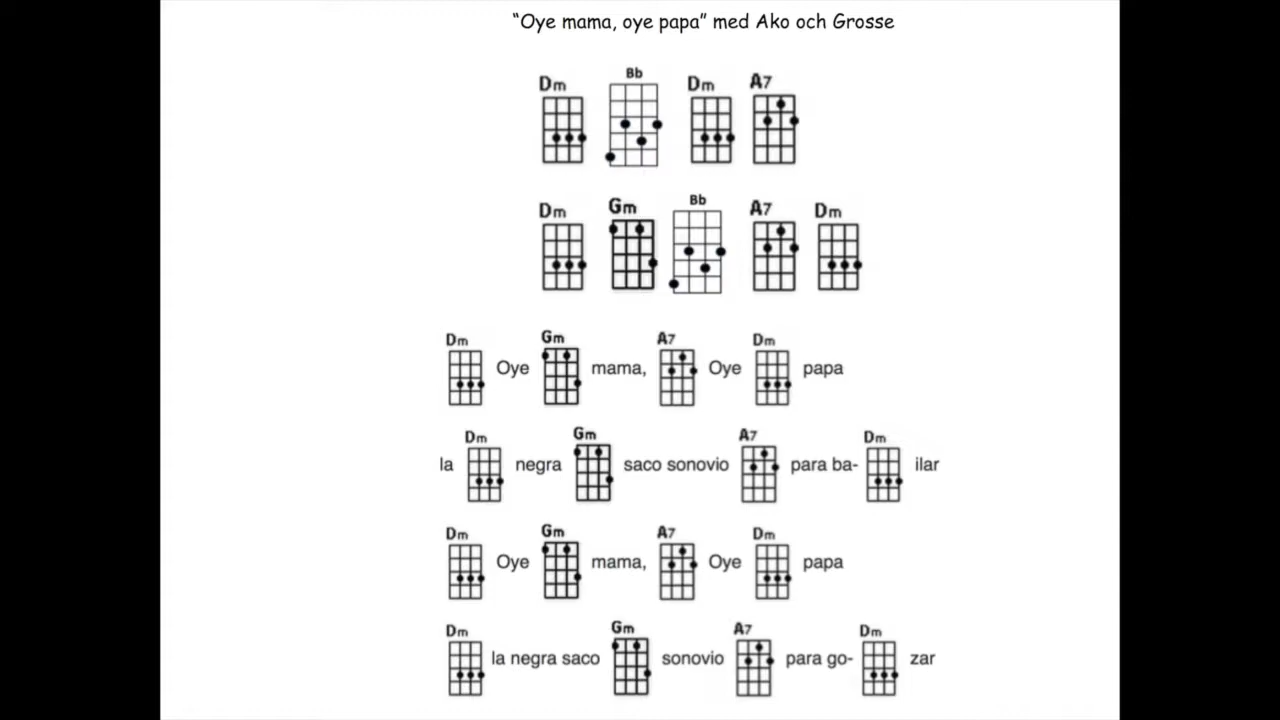 “Oye mama, oye papa” med Ako och Grosse
Dm Bb Dm A7
Dm Gm Bb A7 Dm
Dm Oye Gm mama, A7 Oye Dm papa
la Dm negra Gm saco sonovio A7 para ba- Dm ilar
Dm Oye Gm mama, A7 Oye Dm papa
Dm la negra saco Gm sonovio A7 para go- Dm zar